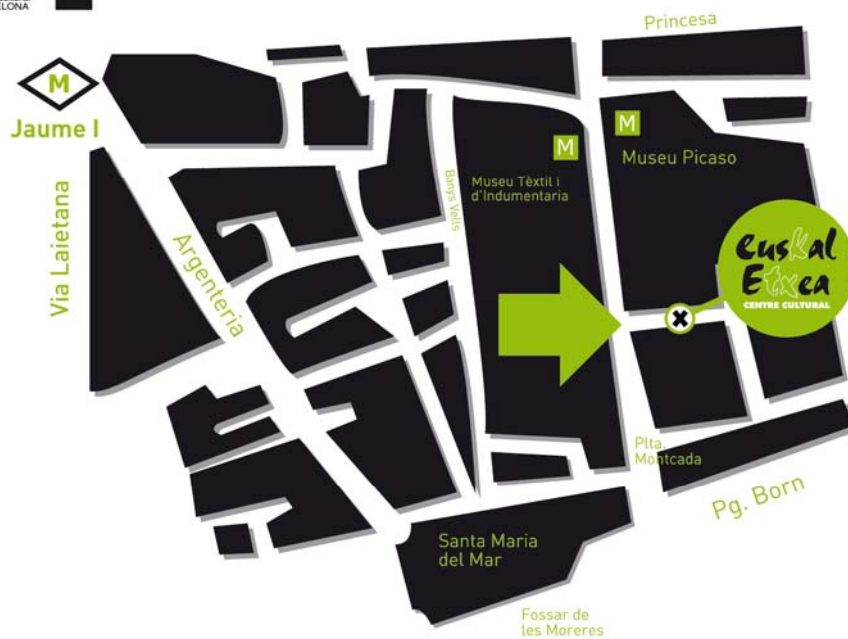 ELONA
Princesa
M
Jaume I
M
M
Museu Picaso
Museu Tèxtil i
d'Indumentaria
Banys Vells
Via Laietana
Argenteria
Euskal
Etxea
CENTRE CULTURAL
Plta.
Montcada
Pg. Born
Santa Maria
del Mar
Fossar de
les Moreres